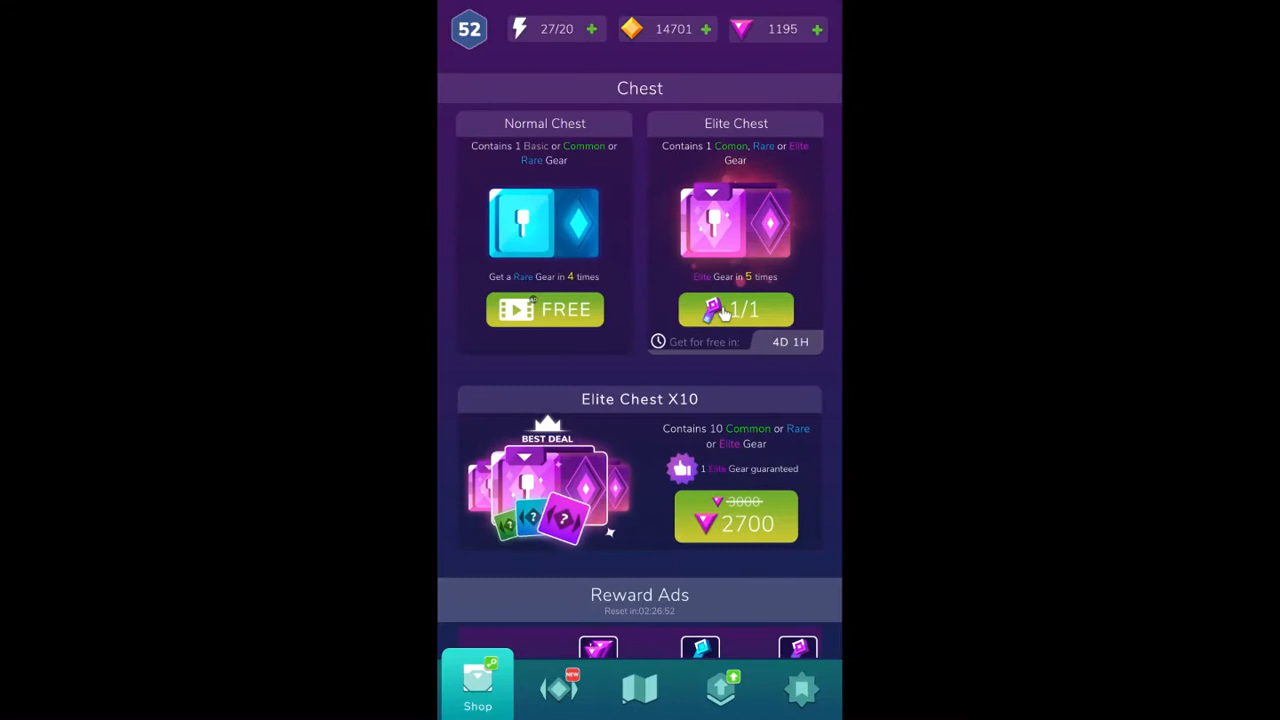 52
27/20
14701
1195
Chest
Normal Chest
Contains 1 Basic or Common or
Rare Gear
Get a Rare Gear in 4 times
AD
FREE
Elite Chest
Contains 1 Comon, Rare or Elite
Gear
Elite Gear in 5 times
1/1
Get for free in:
4D 1H
Elite Chest X10
BEST DEAL
? ? ?
Contains 10 Common or Rare
or Elite Gear
1 Elite Gear guaranteed
3000
2700
Reward Ads
Reset in:02:26:52
NEW
Shop